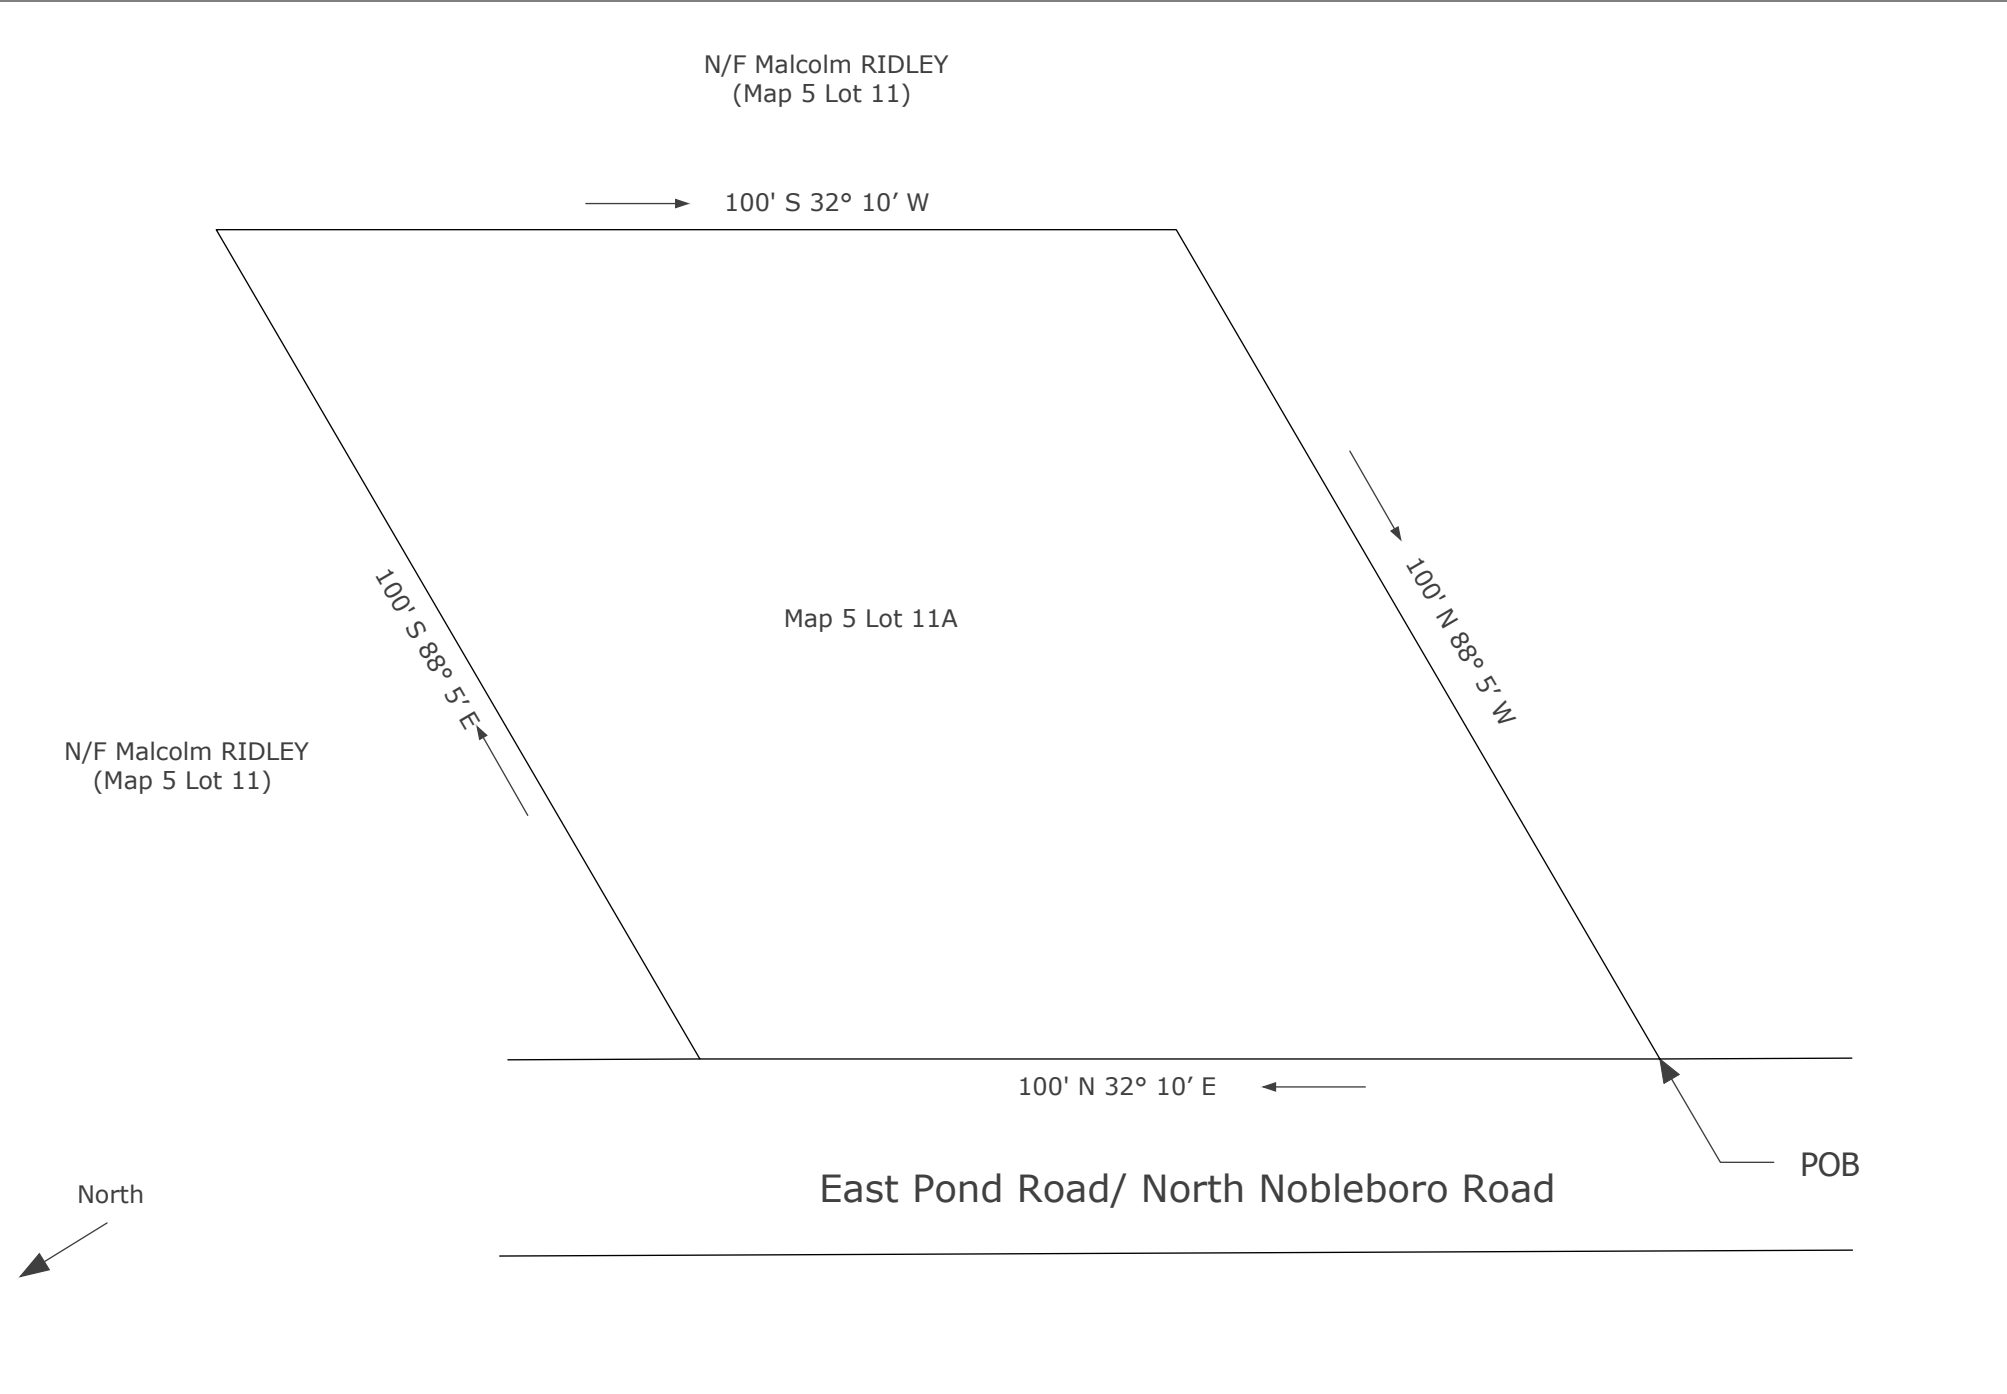 N/F Malcolm RIDLEY
(Map 5 Lot 11)
100' S 32° 10’ W
100' S 88° 5’ E
100' N 88° 5’ W
Map 5 Lot 11A
N/F Malcolm RIDLEY
(Map 5 Lot 11)
100' N 32° 10’ E
POB
East Pond Road/ North Nobleboro Road
North